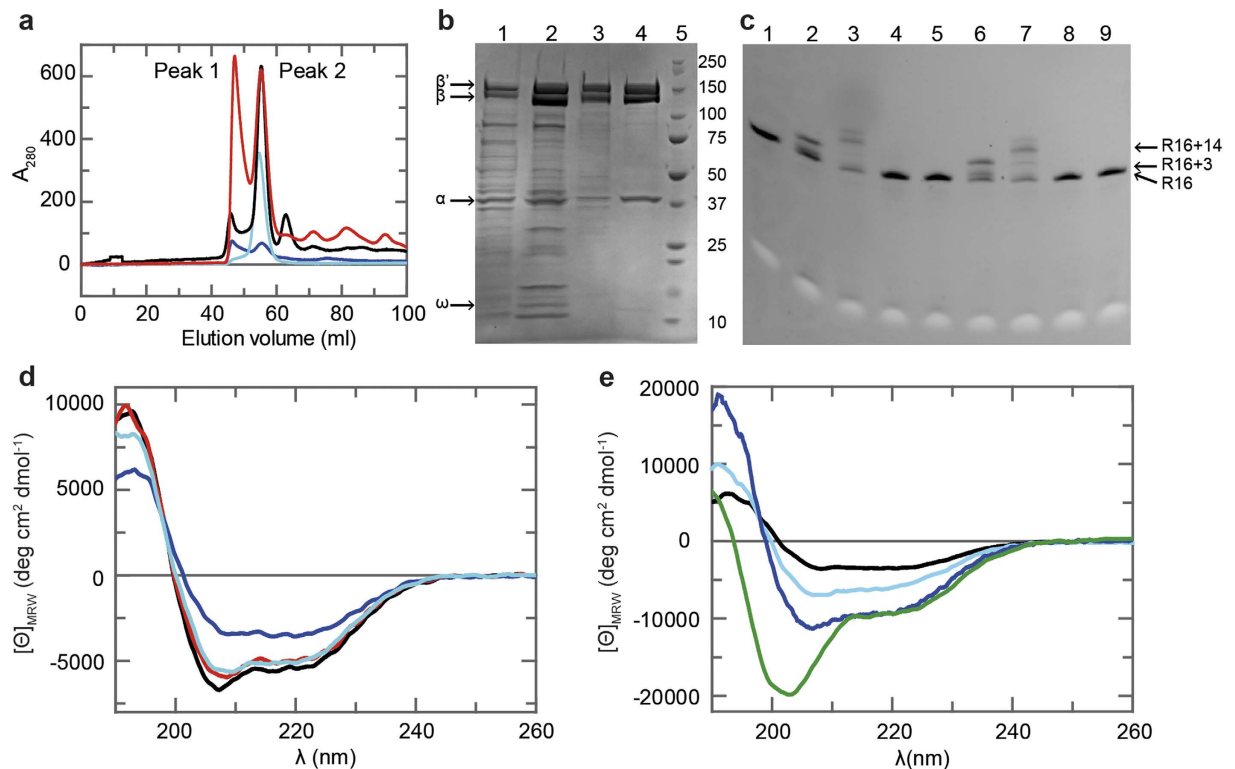 a
Peak 1 Peak 2
A280
600
400
200
0
0 20 40 60 80 100
Elution volume (ml)
b
1 2 3 4 5
β'
β
α
ω
250
150
100
75
50
37
25
20
10
c
1 2 3 4 5 6 7 8 9
R16+14
R16+3
R16
d
[Θ]MRW (deg cm² dmol⁻¹)
10000
5000
0
-5000
200 220 240 260
λ (nm)
e
[Θ]MRW (deg cm² dmol⁻¹)
20000
10000
0
-10000
-20000
200 220 240 260
λ(nm)